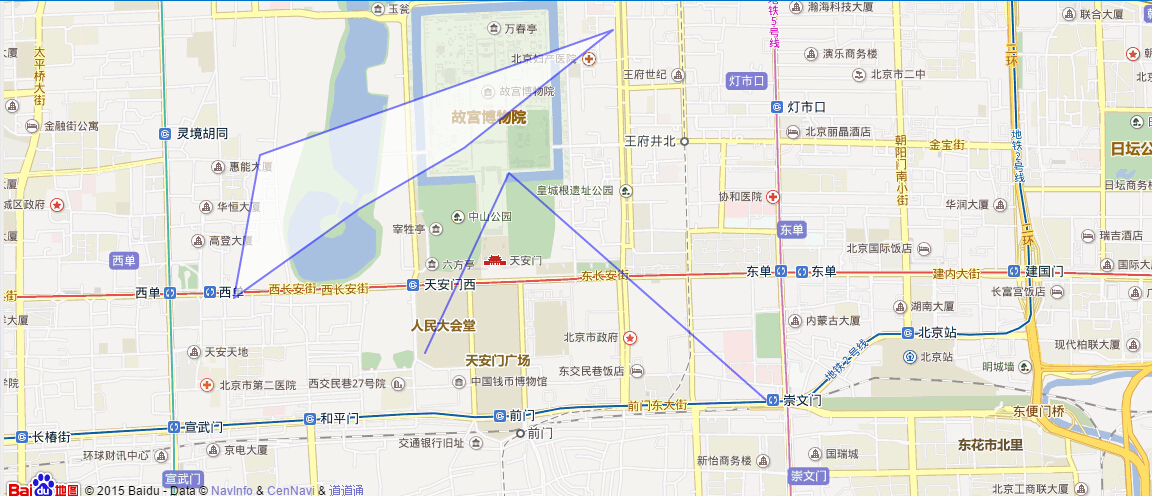 玉瓮
瀚海科技大厦
联合大厦
地铁5号线
万春亭
太平桥大街
演乐商务楼
二环
北京妇产医院
王府世纪
灯市口
北京市二中
故宫博物院
金融街公寓
故宫博物院
灯市口
灵境胡同
北京丽晶酒店
地铁2号线
王府井北
朝阳门南小街
金宝街
日坛公
惠能大厦
日坛商务楼
皇城根遗址公园
协和医院
城区政府
华恒大厦
华润大厦
中山公园
宰牲亭
东单
二环
瑞吉酒店
高登大厦
北京国际饭店
西单
六方亭
天安门
国际大厦
东单
东单
建内大街
建国门
东长安街
西单
西单
西长安街
西长安街
天安门西
长富宫饭店
湖南大厦
人民大会堂
内蒙古大厦
北京市政府
北京站
地铁2号线
现代柏联大厦
天安天地
天安门广场
北京站
明城墙
东交民巷饭店
北京市第二医院
西交民巷27号院
中国钱币博物馆
崇文门
前门东大街
东便门桥
和平门
前门
宣武门
前门
长椿街
交通银行旧址
东花市北里
北京电大厦
环球财讯中心
国瑞城
新怡商务楼
崇文门
宣武门
北京工商联大厦
Bai du 地图
© 2015 Baidu - Data © NavInfo & CenNavi & 道道通